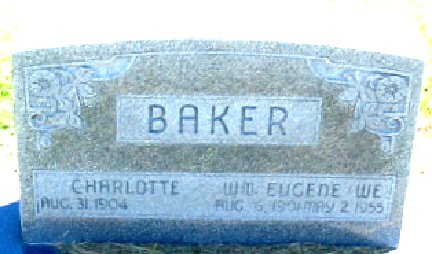 BAKER
CHARLOTTE WM. EUGENE (WE
AUG. 31 1904 AUG 6 1901 MAY 2, 1955